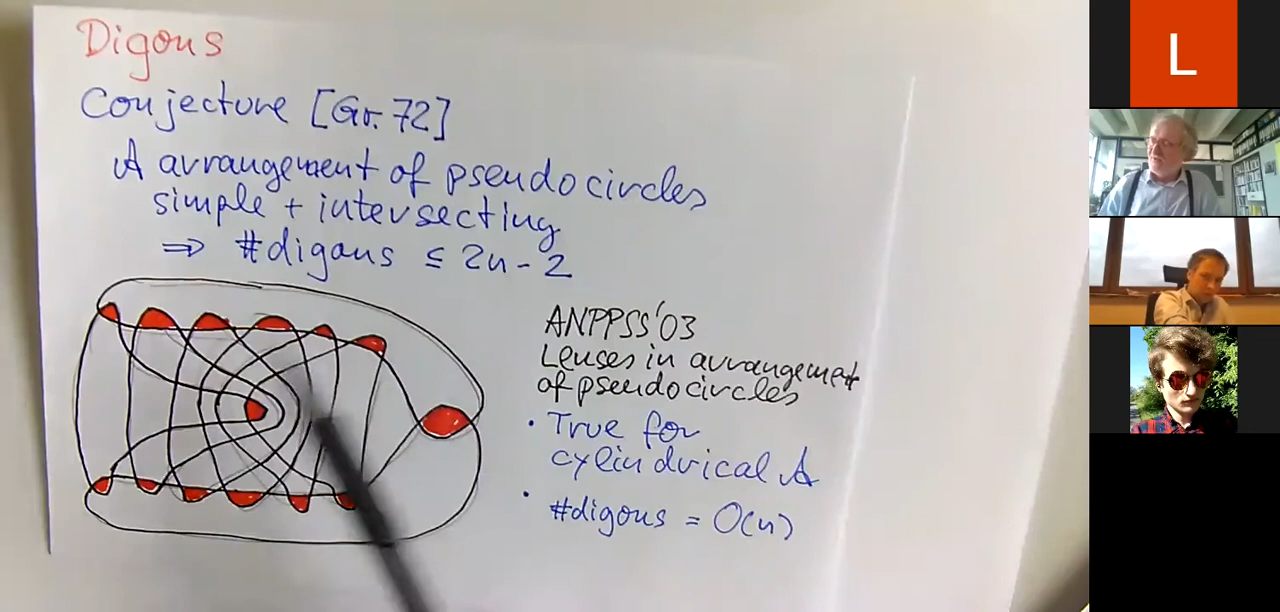 Digons
Conjecture [Gr. 72]
A arrangement of pseudocircles
simple + intersecting
⇒ #digons ≤ 2n - 2
ANPPSS'03
Lenses in arrangement
of pseudocircles
• True for
cylindrical A
• #digons = O(n)
L